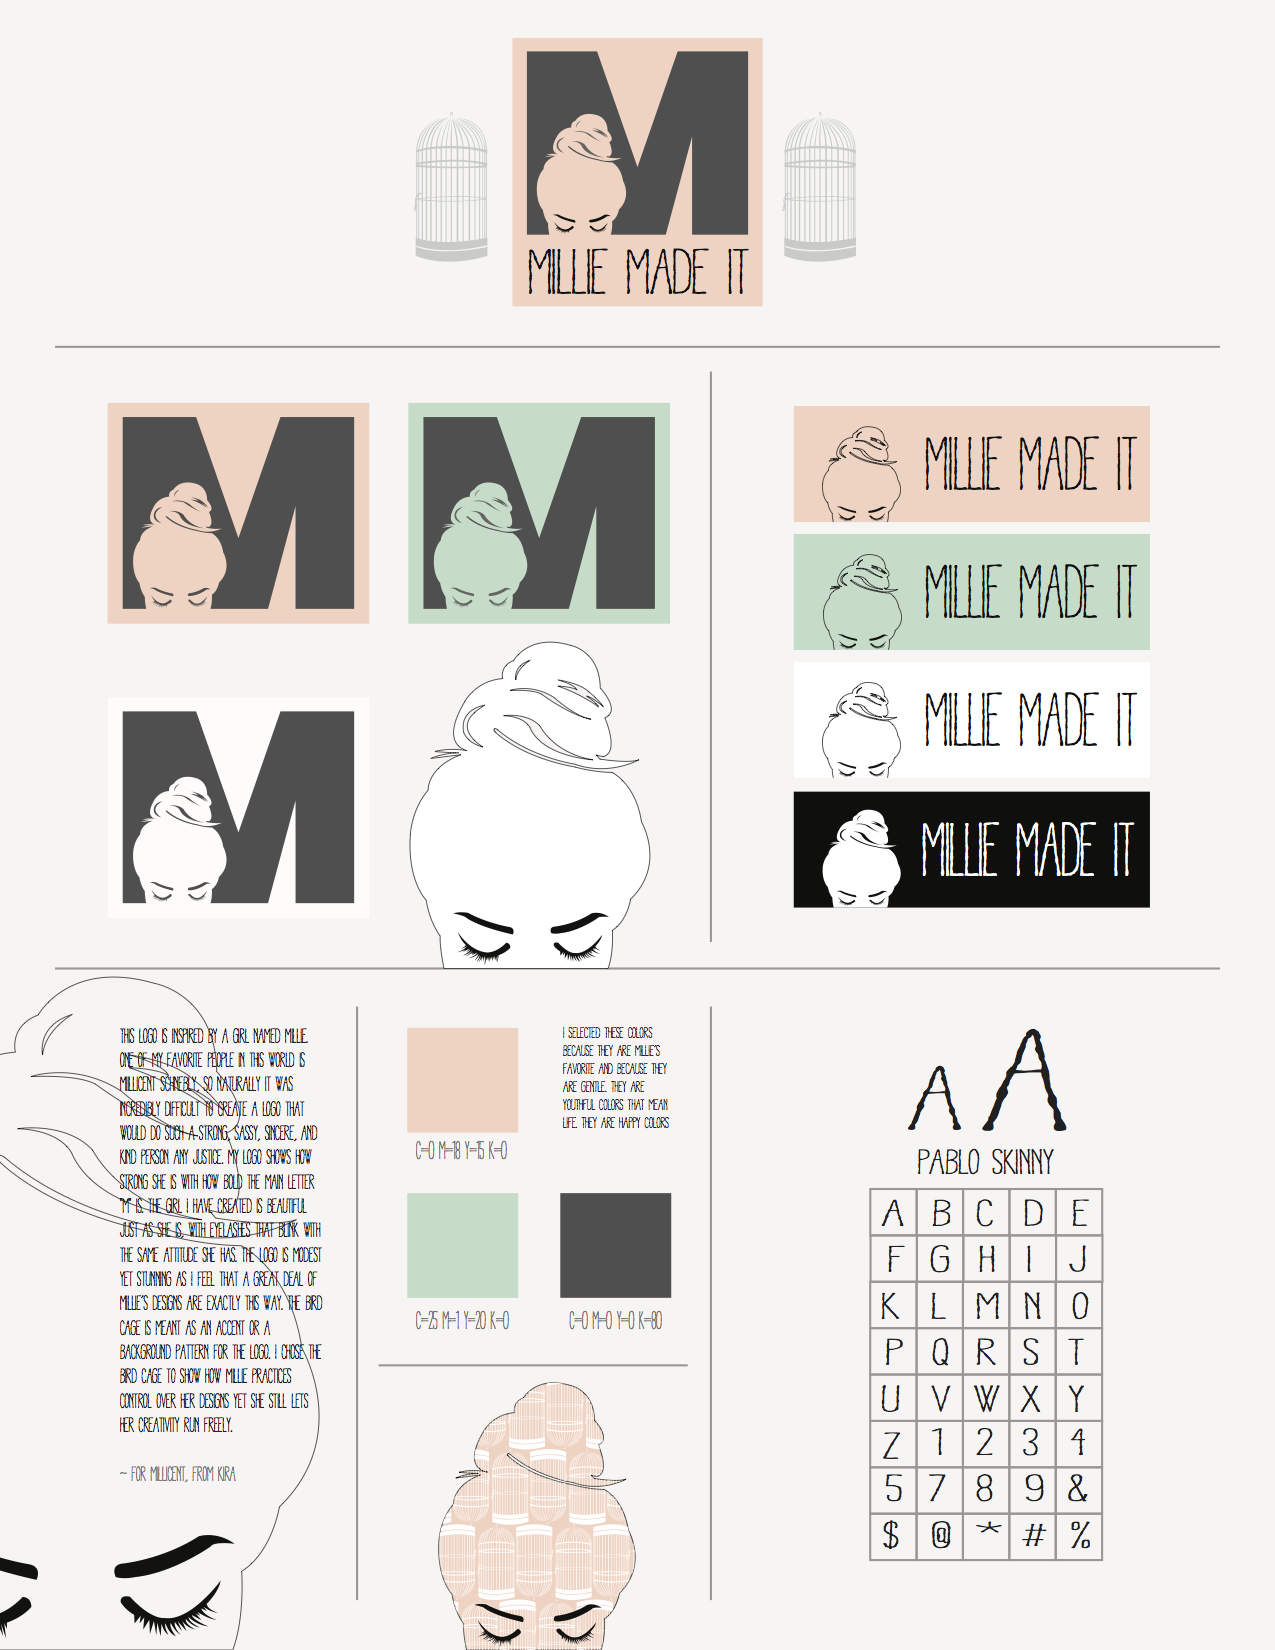 M
MILLIE MADE IT
M
M
M
MILLIE MADE IT
MILLIE MADE IT
MILLIE MADE IT
MILLIE MADE IT
THIS LOGO IS INSPIRED BY A GIRL NAMED MILLIE.
ONE OF MY FAVORITE PEOPLE IN THIS WORLD IS
MILLICENT SCHNEBLY, SO NATURALLY IT WAS
INCREDIBLY DIFFICULT TO CREATE A LOGO THAT
WOULD DO SUCH A STRONG, SASSY, SINCERE, AND
KIND PERSON ANY JUSTICE. MY LOGO SHOWS HOW
STRONG SHE IS WITH HOW BOLD THE MAIN LETTER
"M" IS. THE GIRL I HAVE CREATED IS BEAUTIFUL
JUST AS SHE IS, WITH EYELASHES THAT BLINK WITH
THE SAME ATTITUDE SHE HAS. THE LOGO IS MODEST
YET STUNNING AS I FEEL THAT A GREAT DEAL OF
MILLIE'S DESIGNS ARE EXACTLY THIS WAY. THE BIRD
CAGE IS MEANT AS AN ACCENT OR A
BACKGROUND PATTERN FOR THE LOGO. I CHOSE THE
BIRD CAGE TO SHOW HOW MILLIE PRACTICES
CONTROL OVER HER DESIGNS YET SHE STILL LETS
HER CREATIVITY RUN FREELY.
~ FOR MILLICENT, FROM KIRA
I SELECTED THESE COLORS
BECAUSE THEY ARE MILLIE'S
FAVORITE AND BECAUSE THEY
ARE GENTLE. THEY ARE
YOUTHFUL COLORS THAT MEAN
LIFE. THEY ARE HAPPY COLORS
C=0 M=18 Y=15 K=0
C=25 M=1 Y=20 K=0
C=0 M=0 Y=0 K=80
A A
PABLO SKINNY
A B C D E
F G H I J
K L M N O
P Q R S T
U V W X Y
Z 1 2 3 4
5 7 8 9 &
$ @ * # %